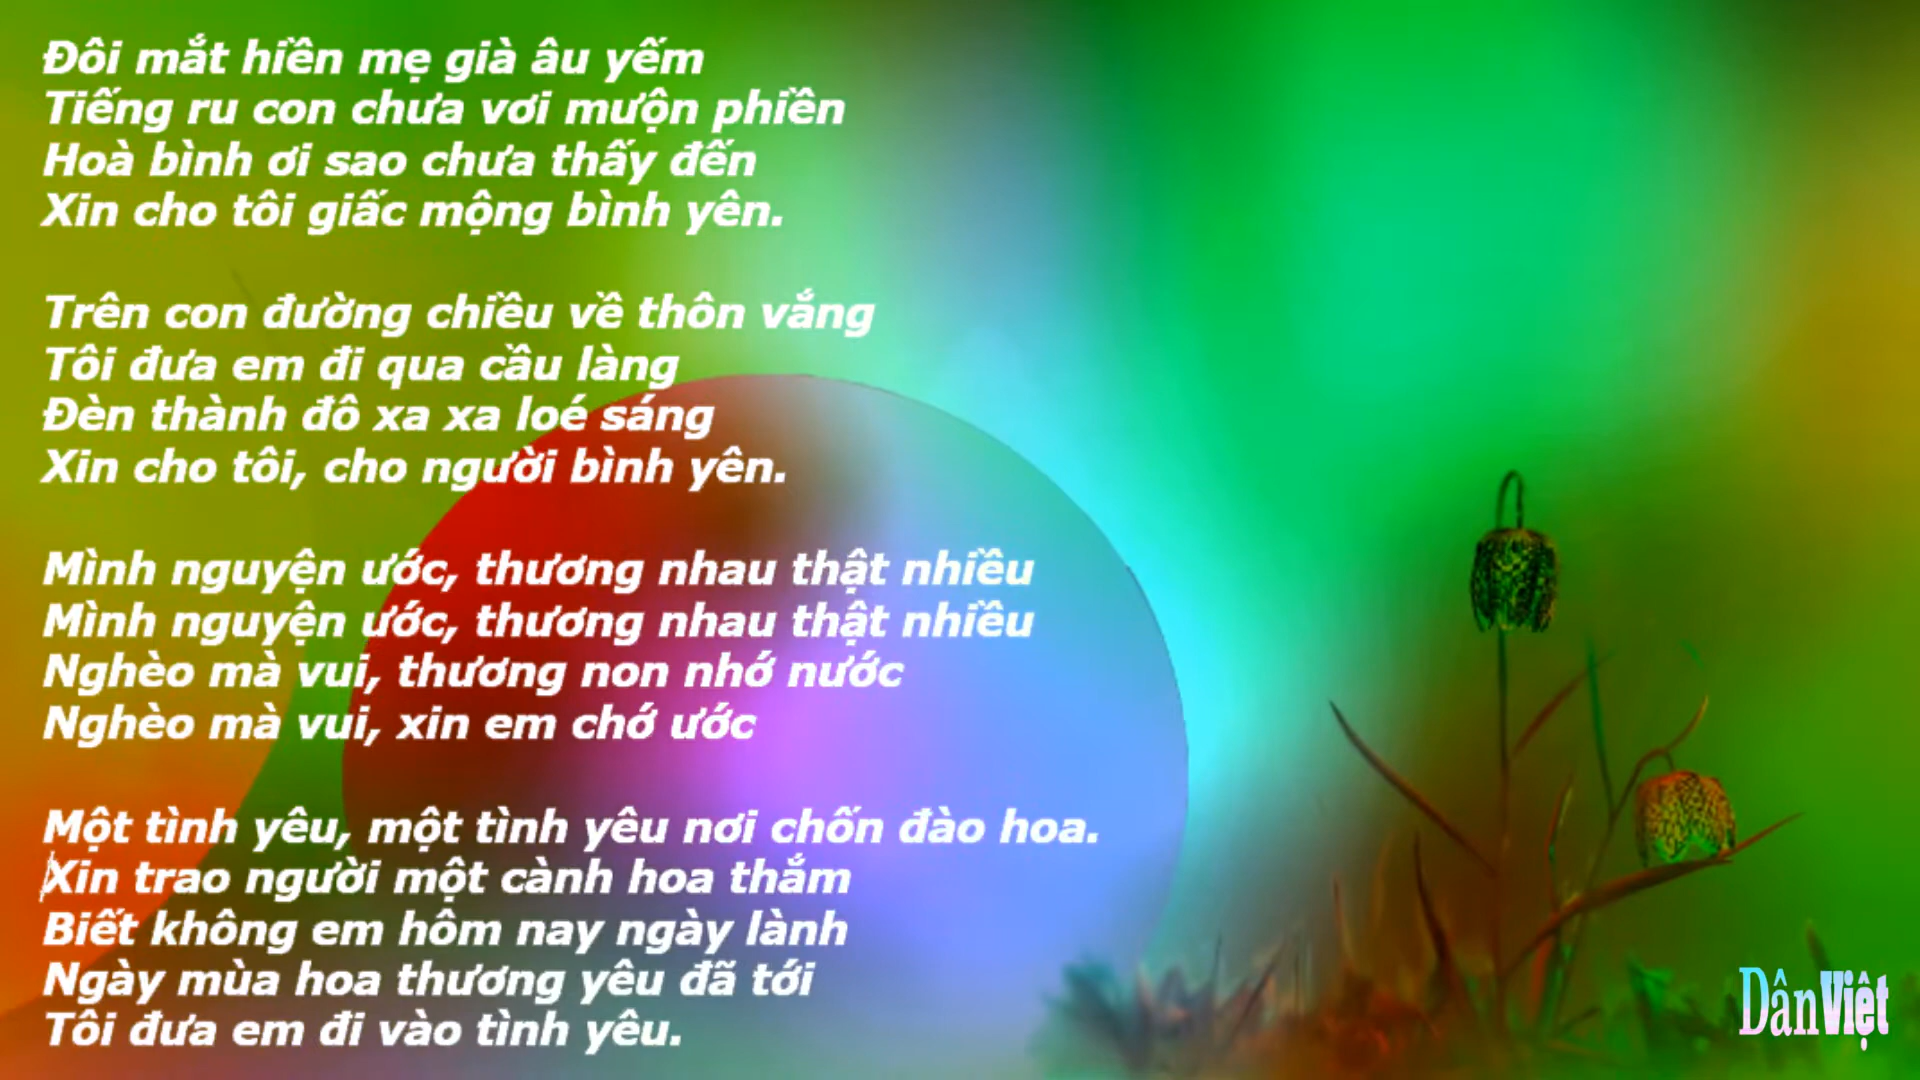 Đôi mắt hiền mẹ già âu yếm
Tiếng ru con chưa vơi mượn phiền
Hoà bình ơi sao chưa thấy đến
Xin cho tôi giấc mộng bình yên.
Trên con đường chiều về thôn vắng
Tôi đưa em đi qua cầu làng
Đèn thành đô xa xa loé sáng
Xin cho tôi, cho người bình yên.
Mình nguyện ước, thương nhau thật nhiều
Mình nguyện ước, thương nhau thật nhiều
Nghèo mà vui, thương non nhớ nước
Nghèo mà vui, xin em chớ ước
Một tình yêu, một tình yêu nơi chốn đào hoa.
Xin trao người một cành hoa thắm
Biết không em hôm nay ngày lành
Ngày mùa hoa thương yêu đã tới
Tôi đưa em đi vào tình yêu.
DânViệt